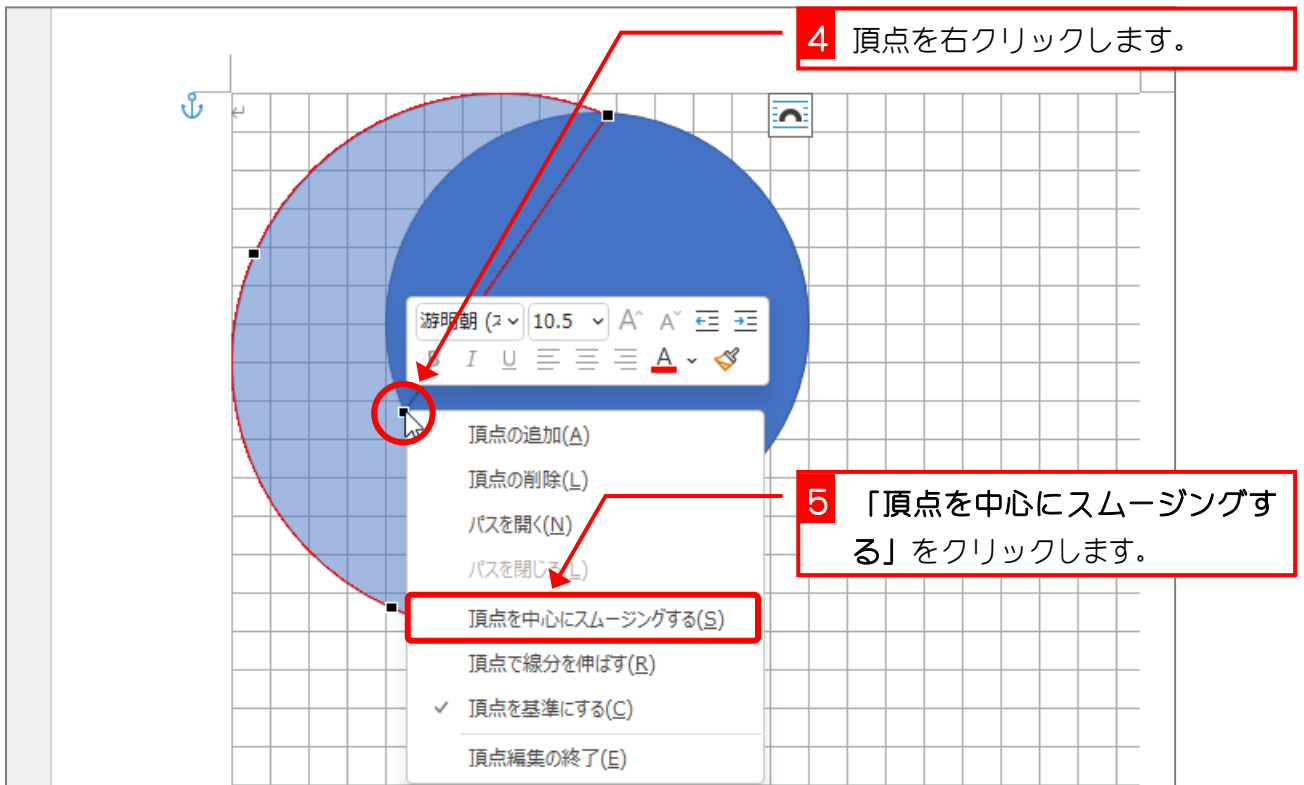 4 頂点を右クリックします。
游明朝 (
10.5
A A
B I U A
頂点の追加(A)
頂点の削除(L)
パスを開く(N)
パスを閉じる(L)
5 「頂点を中心にスムージングす
る」をクリックします。
頂点を中心にスムージングする(S)
頂点で線分を伸ばす(R)
頂点を基準にする(C)
頂点編集の終了(E)